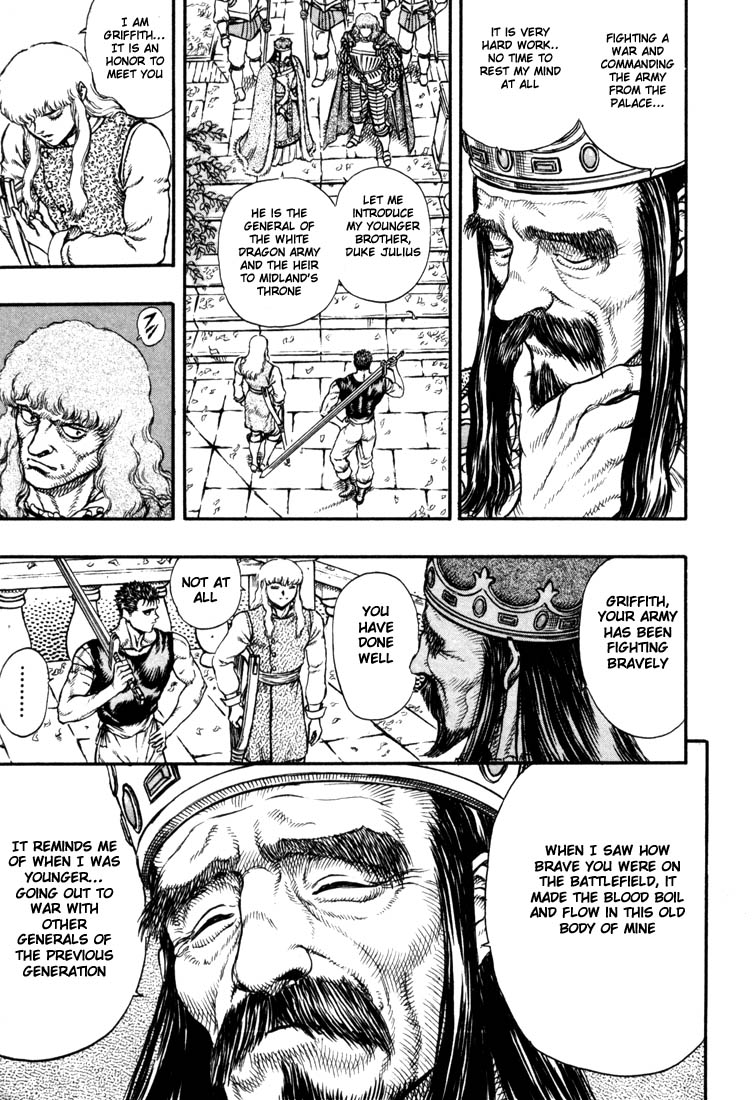 FIGHTING A
WAR AND
COMMANDING
THE ARMY
FROM THE
PALACE...
IT IS VERY
HARD WORK..
NO TIME TO
REST MY MIND
AT ALL
LET ME
INTRODUCE
MY YOUNGER
BROTHER,
DUKE JULIUS
HE IS THE
GENERAL OF
THE WHITE
DRAGON ARMY
AND THE HEIR
TO MIDLAND'S
THRONE
I AM
GRIFFITH...
IT IS AN
HONOR TO
MEET YOU
GRIFFITH,
YOUR ARMY
HAS BEEN
FIGHTING
BRAVELY
YOU
HAVE
DONE
WELL
NOT AT
ALL
........
WHEN I SAW HOW
BRAVE YOU WERE ON
THE BATTLEFIELD, IT
MADE THE BLOOD BOIL
AND FLOW IN THIS OLD
BODY OF MINE
IT REMINDS ME
OF WHEN I WAS
YOUNGER...
GOING OUT TO
WAR WITH
OTHER
GENERALS OF
THE PREVIOUS
GENERATION